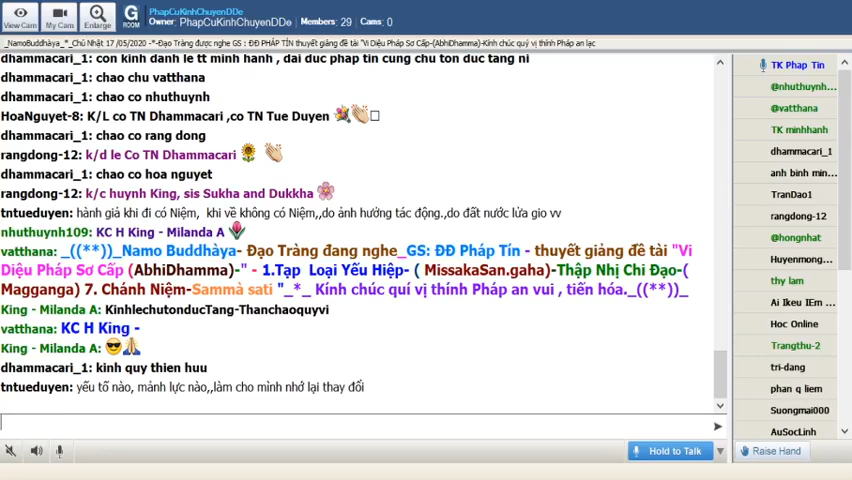 View Cam
My Cam
Enlarge
G
ROOM
PhapCuKinhChuyenDDe
Owner: PhapCuKinhChuyenDDe | Members: 29 | Cams: 0
_NamoBuddhàya_*_Chủ Nhật 17 /05/2020 -*-Đạo Tràng được nghe GS : ĐĐ PHÁP TÍN thuyết giảng đề tài "Vi Diệu Pháp Sơ Cấp-(AbhiDhamma)-Kính chúc quý vị thính Pháp an lạc
dhammacari_1: con kinh danh le tt minh hanh , dai duc phap tin cung chu ton duc tang ni
dhammacari_1: chao chu vatthana
dhammacari_1: chao co nhuthuynh
HoaNguyet-8: K/L co TN Dhammacari ,co TN Tue Duyen
dhammacari_1: chao co rang dong
rangdong-12: k/d le Co TN Dhammacari
dhammacari_1: chao co hoa nguyet
rangdong-12: k/c huynh King, sis Sukha and Dukkha
tntueduyen: hành giả khi đi có Niệm, khi về không có Niệm,,do ảnh hưởng tác động.,do đất nước lửa gio vv
nhuthuynh109: KC H King - Milanda A
vatthana: _((**))_Namo Buddhàya- Đạo Tràng đang nghe_GS: ĐĐ Pháp Tín - thuyết giảng đề tài "Vi
Diệu Pháp Sơ Cấp (AbhiDhamma)-" - 1.Tạp Loại Yếu Hiệp- ( MissakaSan.gaha)-Thập Nhị Chi Đạo-(
Magganga) 7. Chánh Niệm-Sammà sati "_*_ Kính chúc quí vị thính Pháp an vui , tiến hóa._((**))_
King - Milanda A: KinhlechutonducTang-Thanchaoquyvi
vatthana: KC H King -
King - Milanda A:
dhammacari_1: kinh quy thien huu
tntueduyen: yếu tố nào, mảnh lực nào,,làm cho mình nhớ lại thay đổi
Hold to Talk
TK Phap Tin
@nhuthuynh...
@vatthana
TK minhhanh
dhammacari_1
anh binh min...
TranDao1
rangdong-12
@hongnhat
Huyenmong...
thy lam
Ai Ikeu IEm ...
Hoc Online
Trangthu-2
tri-dang
phan q liem
Suongmai000
AuSocLinh
Raise Hand